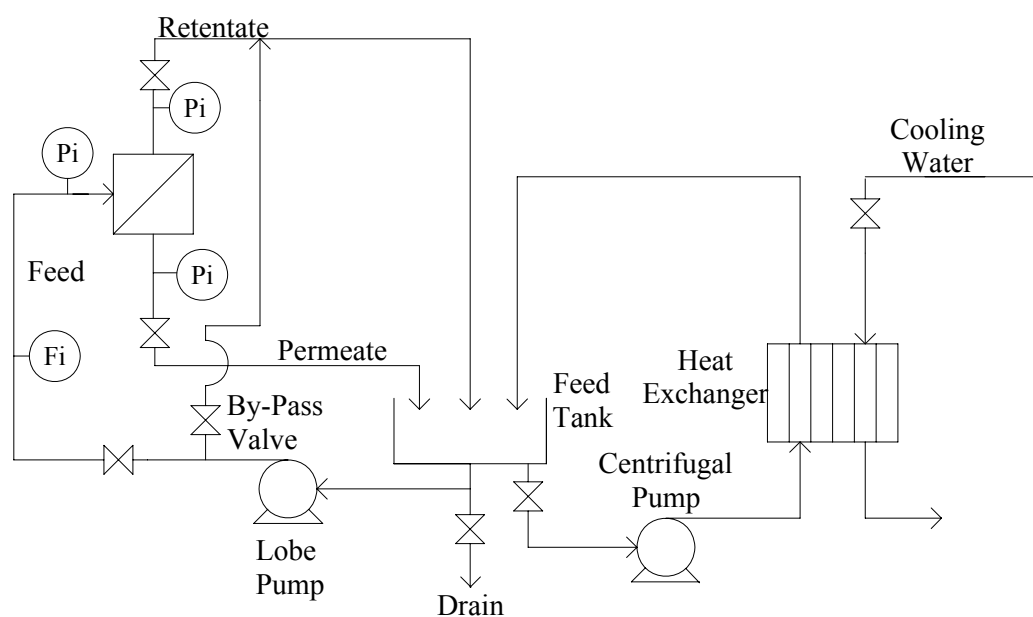 Retentate
Pi
Cooling
Water
Pi
Feed
Pi
Fi
Permeate
Heat
Exchanger
Feed
Tank
By-Pass
Valve
Centrifugal
Pump
Lobe
Pump
Drain